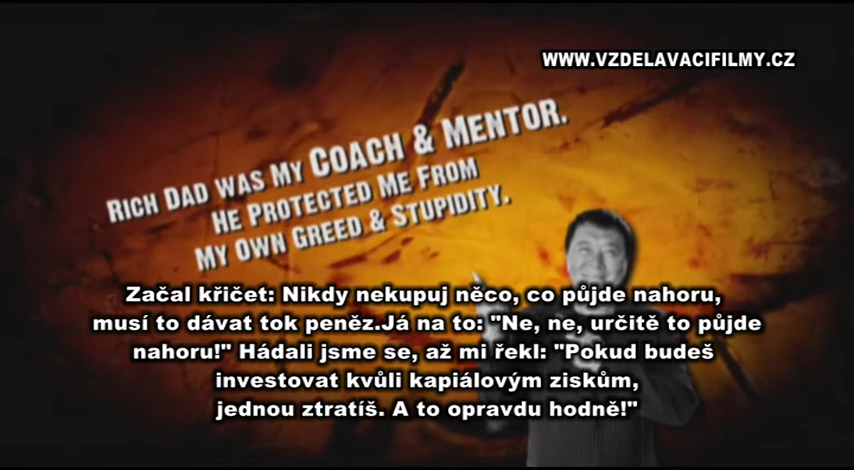 WWW.VZDELAVACIFILMY.CZ
RICH DAD WAS MY COACH & MENTOR.
HE PROTECTED ME FROM
MY OWN GREED & STUPIDITY.
Začal křičet: Nikdy nekupuj něco, co půjde nahoru,
musí to dávat tok peněz.Já na to: "Ne, ne, určitě to půjde
nahoru!" Hádali jsme se, až mi řekl: "Pokud budeš
investovat kvůli kapiálovým ziskům,
jednou ztratíš. A to opravdu hodně!"